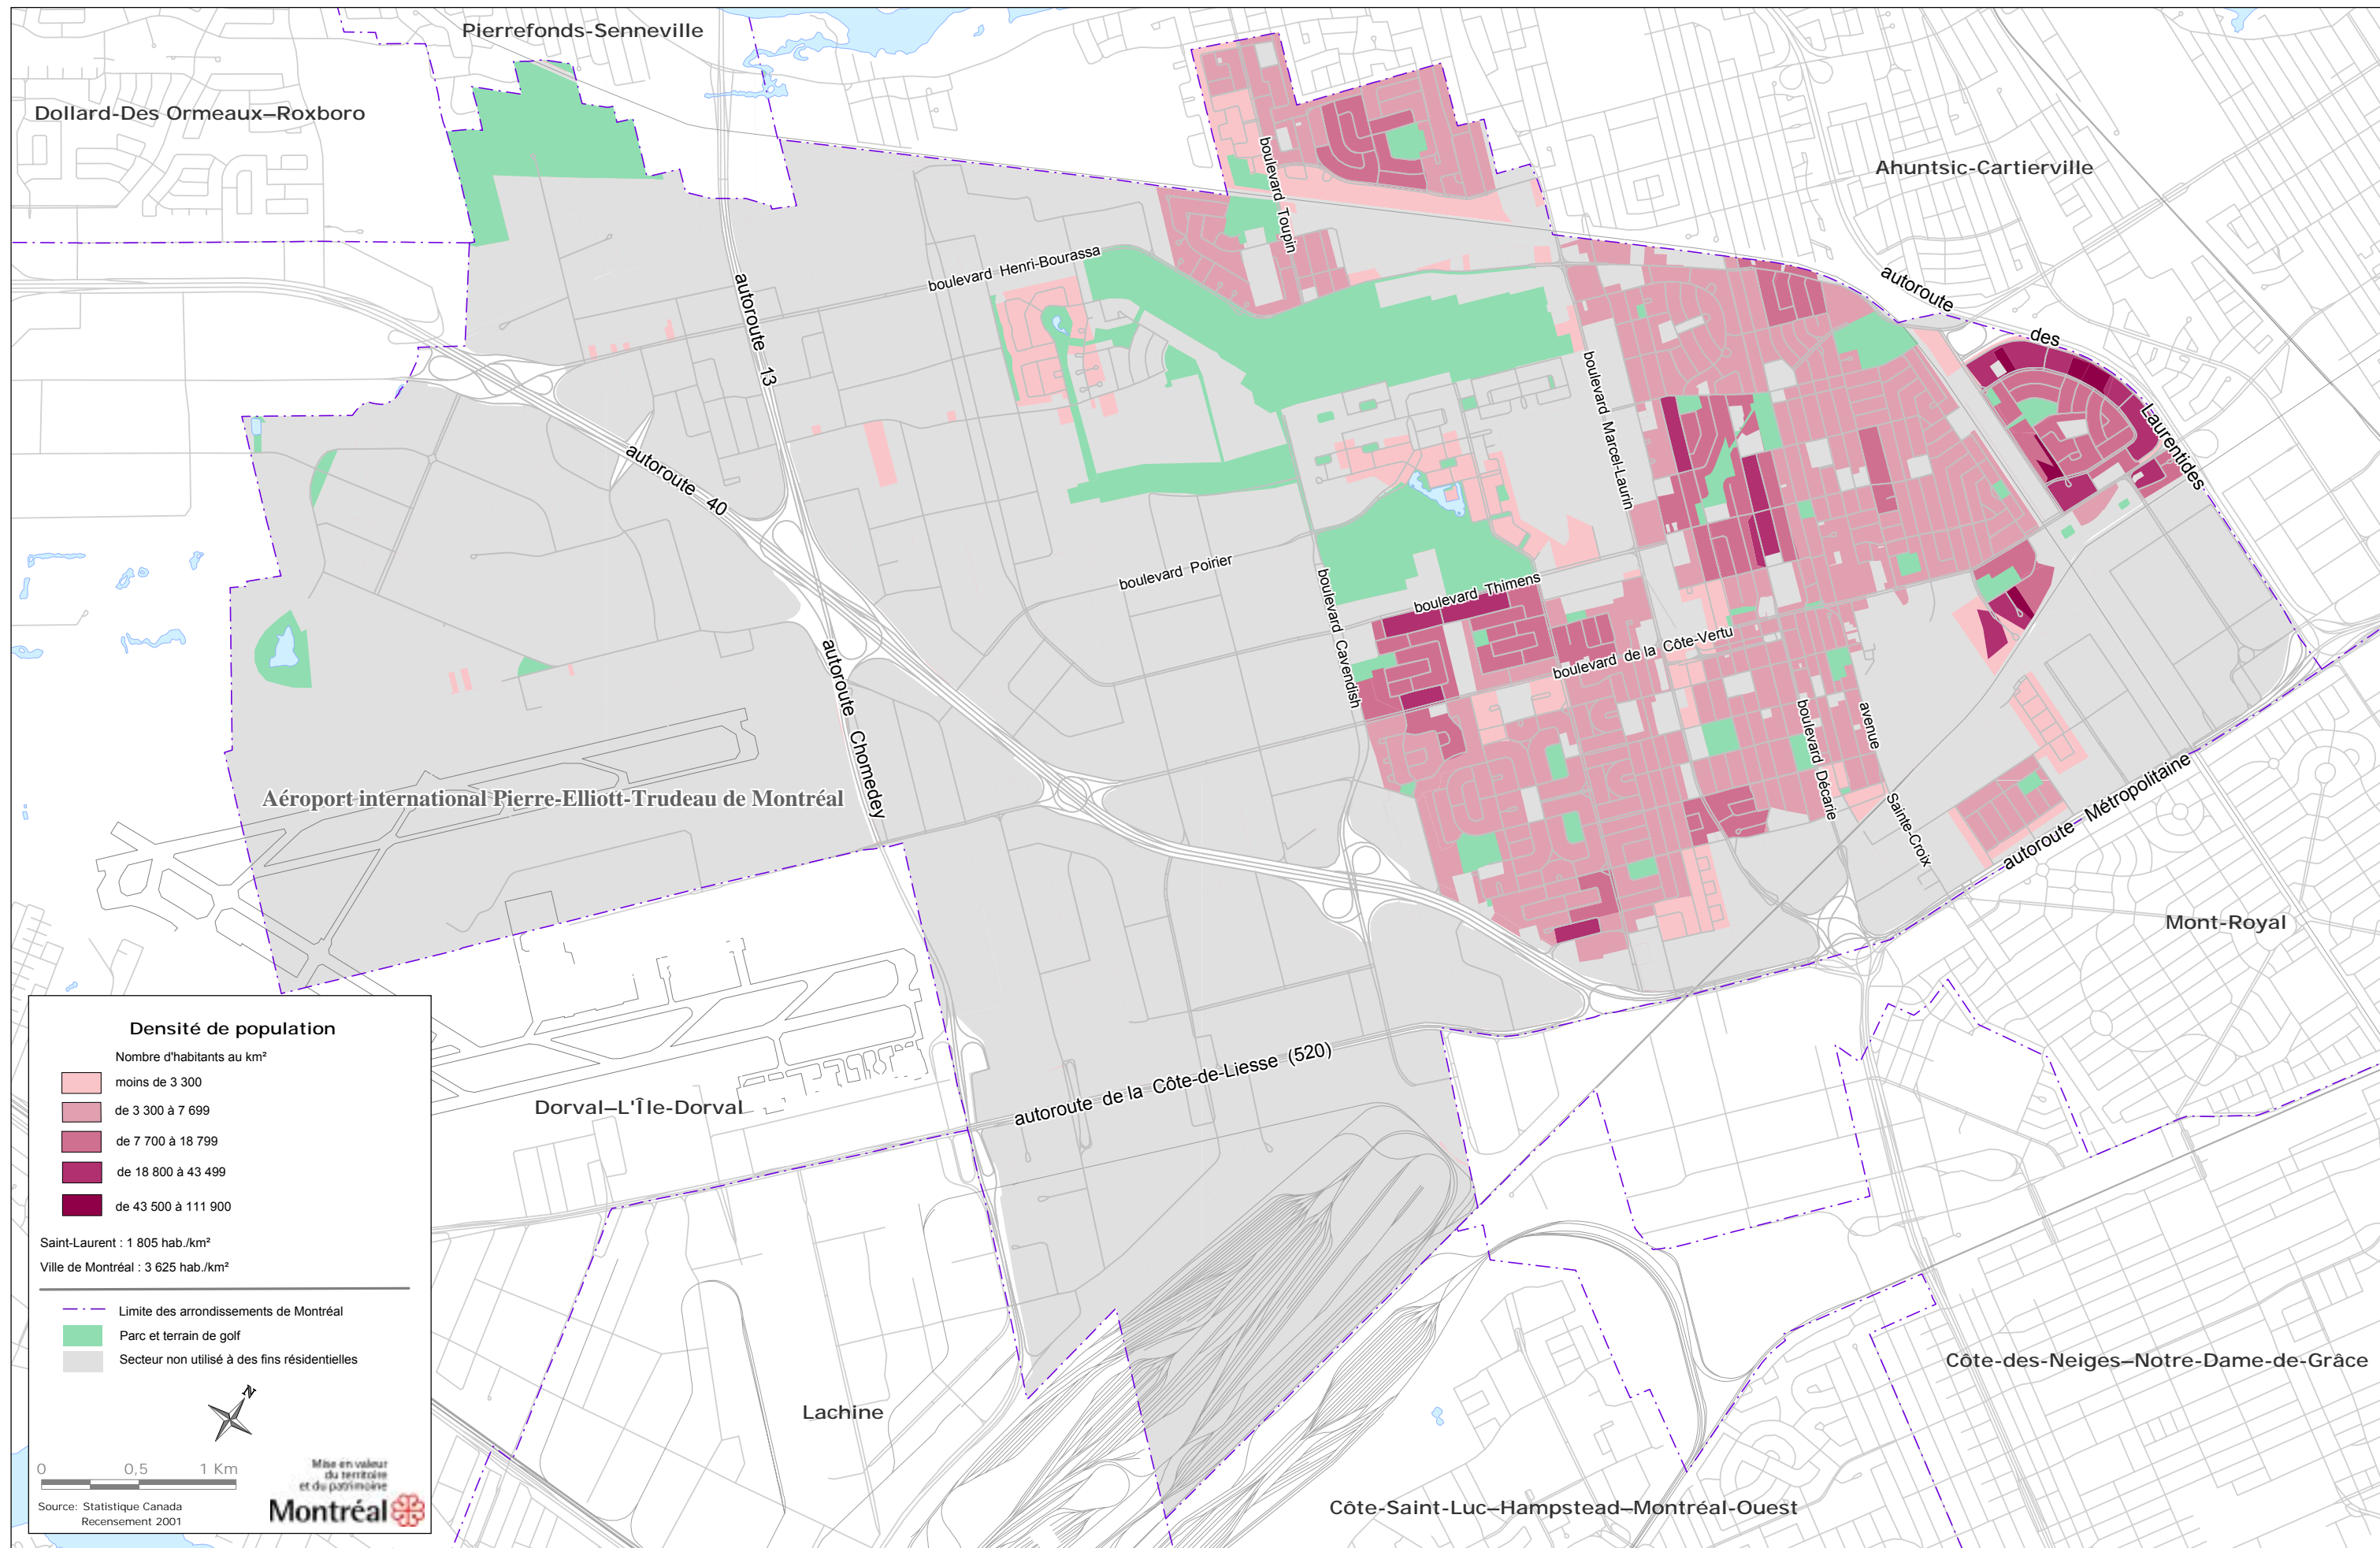 Pierrefonds-Senneville
Dollard-Des Ormeaux–Roxboro
Ahuntsic-Cartierville
boulevard Toupin
boulevard Henri-Bourassa
autoroute 13
autoroute des Laurentides
boulevard Marcel-Laurin
autoroute 40
boulevard Poirier
boulevard Cavendish
boulevard Thimens
boulevard de la Côte-Vertu
autoroute Chomedey
boulevard Décarie
avenue Sainte-Croix
Aéroport international Pierre-Elliott-Trudeau de Montréal
autoroute Métropolitaine
Mont-Royal
autoroute de la Côte-de-Liesse (520)
Dorval–L'Île-Dorval
Lachine
Côte-des-Neiges–Notre-Dame-de-Grâce
Côte-Saint-Luc–Hampstead–Montréal-Ouest
Densité de population
Nombre d'habitants au km²
moins de 3 300
de 3 300 à 7 699
de 7 700 à 18 799
de 18 800 à 43 499
de 43 500 à 111 900
Saint-Laurent : 1 805 hab./km²
Ville de Montréal : 3 625 hab./km²
Limite des arrondissements de Montréal
Parc et terrain de golf
Secteur non utilisé à des fins résidentielles
N
0 0,5 1 Km
Source: Statistique Canada
Recensement 2001
Mise en valeur
du territoire
et du patrimoine
Montréal